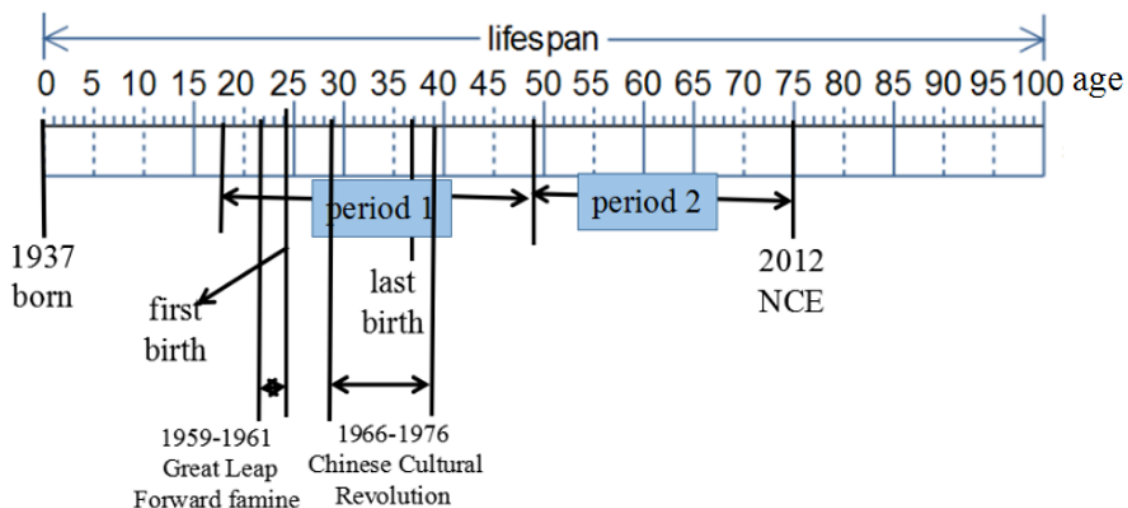 lifespan
0 5 10 15 20 25 30 35 40 45 50 55 60 65 70 75 80 85 90 95 100 age
period 1
period 2
1937
born
first
birth
last
birth
2012
NCE
1959-1961
Great Leap
Forward famine
1966-1976
Chinese Cultural
Revolution